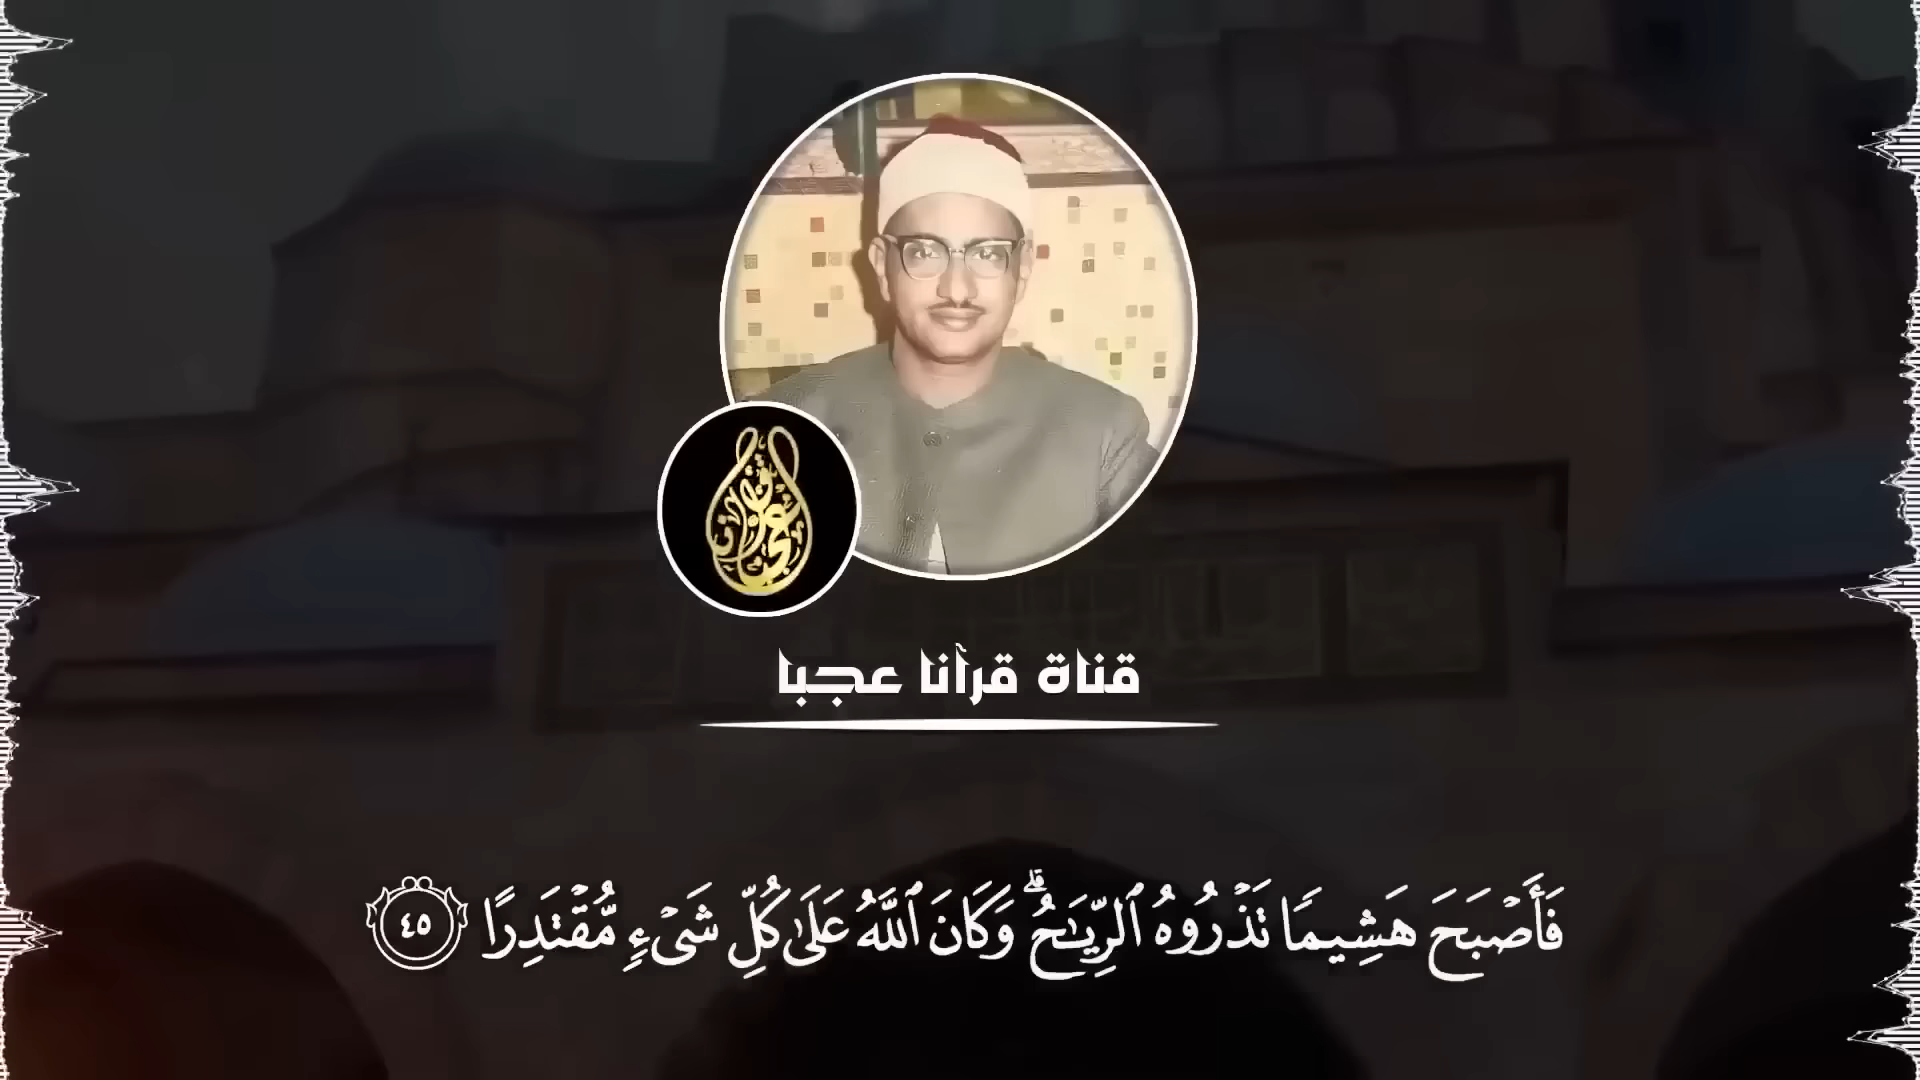 قناة قرآنا عجبا
فَأَصۡبَحَ هَشِيمٗا تَذۡرُوهُ ٱلرِّيَٰحُۗ وَكَانَ ٱللَّهُ عَلَىٰ كُلِّ شَيۡءٖ مُّقۡتَدِرًا ٤٥